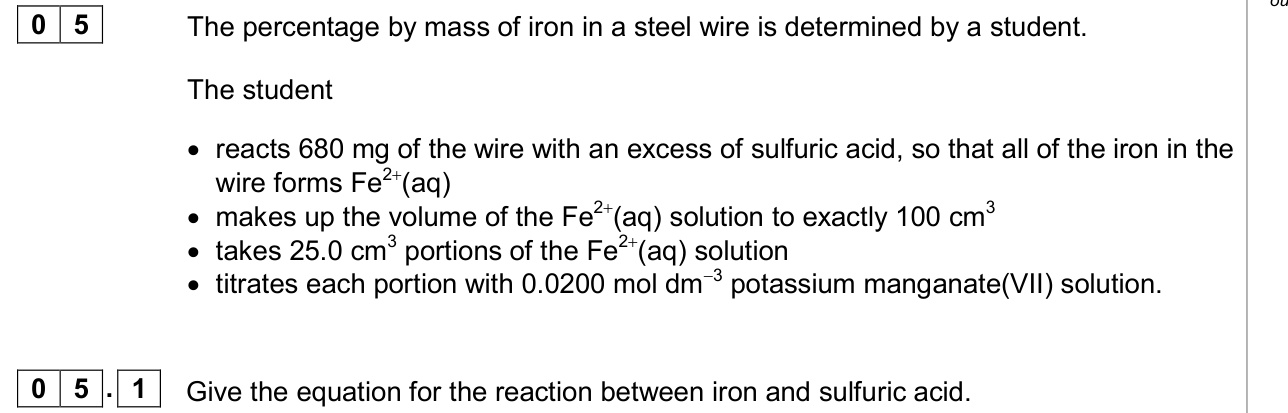 0 5 The percentage by mass of iron in a steel wire is determined by a student.
The student
• reacts 680 mg of the wire with an excess of sulfuric acid, so that all of the iron in the
wire forms Fe²⁺(aq)
• makes up the volume of the Fe²⁺(aq) solution to exactly 100 cm³
• takes 25.0 cm³ portions of the Fe²⁺(aq) solution
• titrates each portion with 0.0200 mol dm⁻³ potassium manganate(VII) solution.
0 5 . 1 Give the equation for the reaction between iron and sulfuric acid.